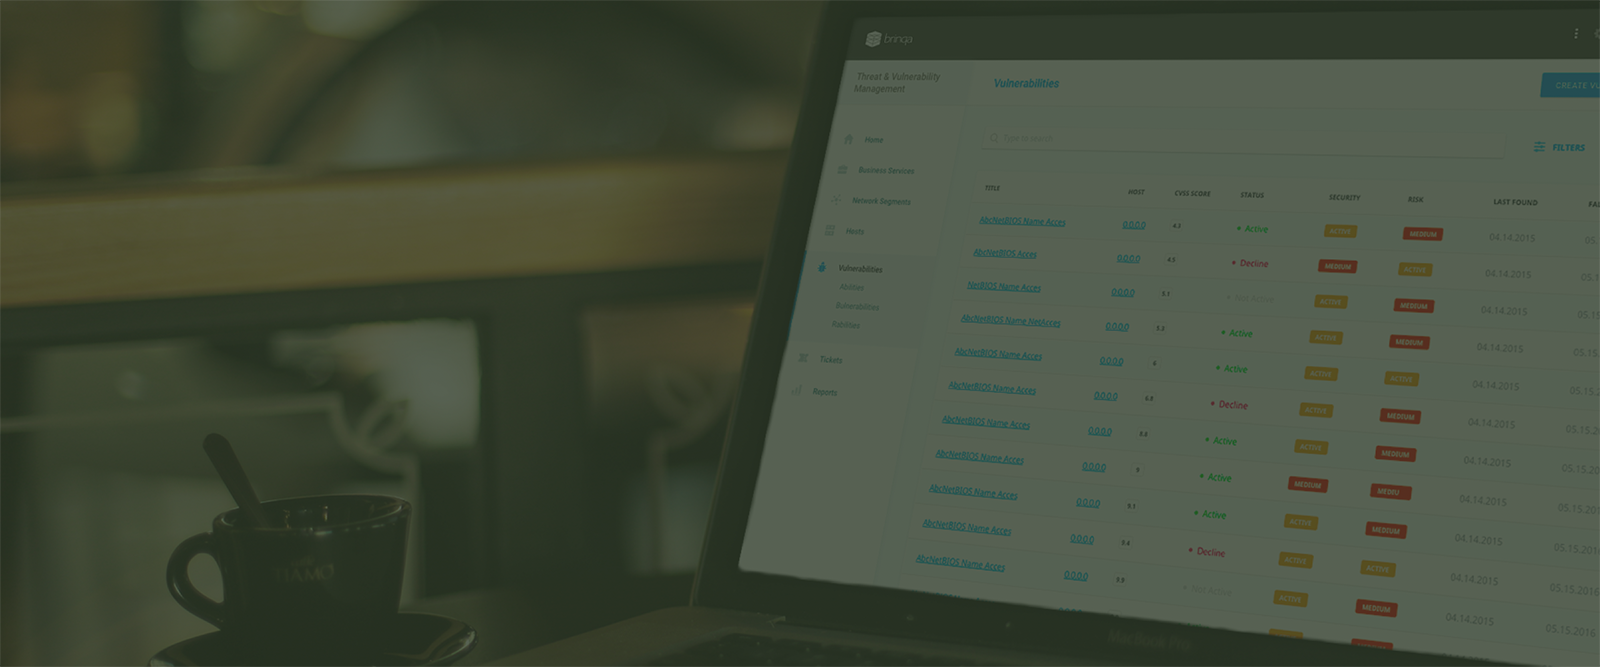 brinqa
Threat & Vulnerability
Management
Vulnerabilities
CREATE VU
Type to search
FILTERS
Home
Business Services
Network Segments
Hosts
Vulnerabilities
Abilities
Vulnerabilities
Rabilities
Tickets
Reports
TITLE HOST CVSS SCORE STATUS SECURITY RISK LAST FOUND
AbcNetBIOS Name Acces 0.0.0.0 4.3 Active ACTIVE MEDIUM 04.14.2015 05.
AbcNetBIOS Acces 0.0.0.0 4.5 Decline MEDIUM ACTIVE 04.14.2015 05.1
NetBIOS Name Acces 0.0.0.0 5.1 Not Active ACTIVE MEDIUM 04.14.2015 05.15
AbcNetBIOS Name NetAcces 0.0.0.0 5.3 Active ACTIVE MEDIUM 04.14.2015 05.15.
AbcNetBIOS Name Acces 0.0.0.0 6 Active ACTIVE ACTIVE 04.14.2015 05.15.2
AbcNetBIOS Name Acces 0.0.0.0 6.8 Decline ACTIVE MEDIUM 04.14.2015 05.15.2
AbcNetBIOS Name Acces 0.0.0.0 Active ACTIVE MEDIUM 04.14.2015 05.15.20
AbcNetBIOS Name Acces 0.0.0.0 9 Active MEDIUM MEDIU 04.14.2015 05.15.201
AbcNetBIOS Name Acces 0.0.0.0 9.1 Active ACTIVE MEDIUM 04.14.2015 05.15.201
AbcNetBIOS Name Acces 0.0.0.0 9.4 Decline ACTIVE ACTIVE 04.14.2015 05.15.2016
AbcNetBIOS Name Acces 0.0.0.0 9.9 Not Active ACTIVE MEDIUM 04.14.2015 05.15.2016
MacBook Pro